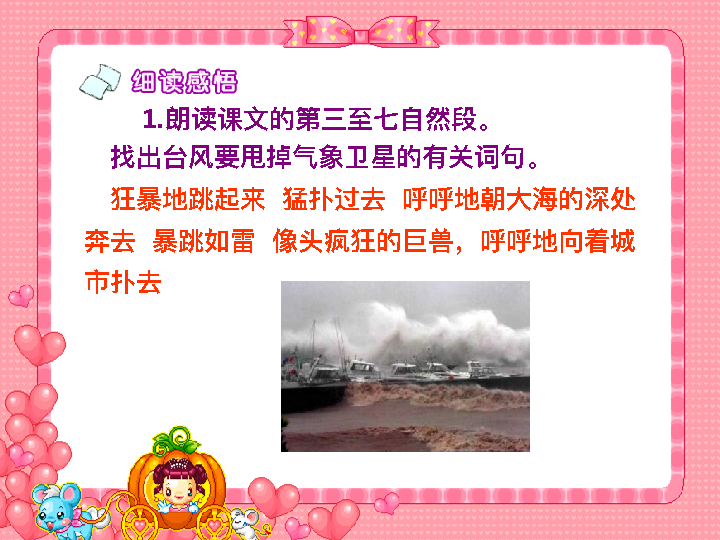 细读感悟
1.朗读课文的第三至七自然段。
找出台风要甩掉气象卫星的有关词句。
狂暴地跳起来 猛扑过去 呼呼地朝大海的深处
奔去 暴跳如雷 像头疯狂的巨兽，呼呼地向着城
市扑去